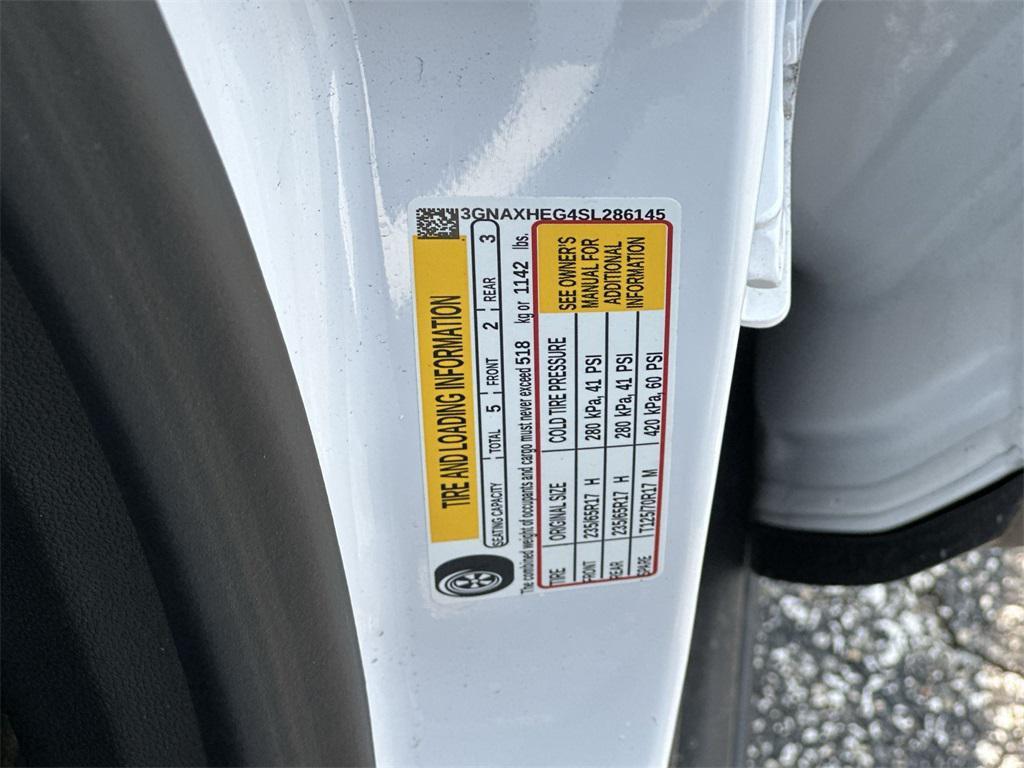 3GNAXHEG4SL286145
TIRE AND LOADING INFORMATION
SEATING CAPACITY TOTAL 5 FRONT 2 REAR 3
The combined weight of occupants and cargo must never exceed 518 kg or 1142 lbs.
TIRE ORIGINAL SIZE COLD TIRE PRESSURE
FRONT 235/65R17 H 280 kPa, 41 PSI
REAR 235/65R17 H 280 kPa, 41 PSI
SPARE T125/70R17 M 420 kPa, 60 PSI
SEE OWNER'S
MANUAL FOR
ADDITIONAL
INFORMATION